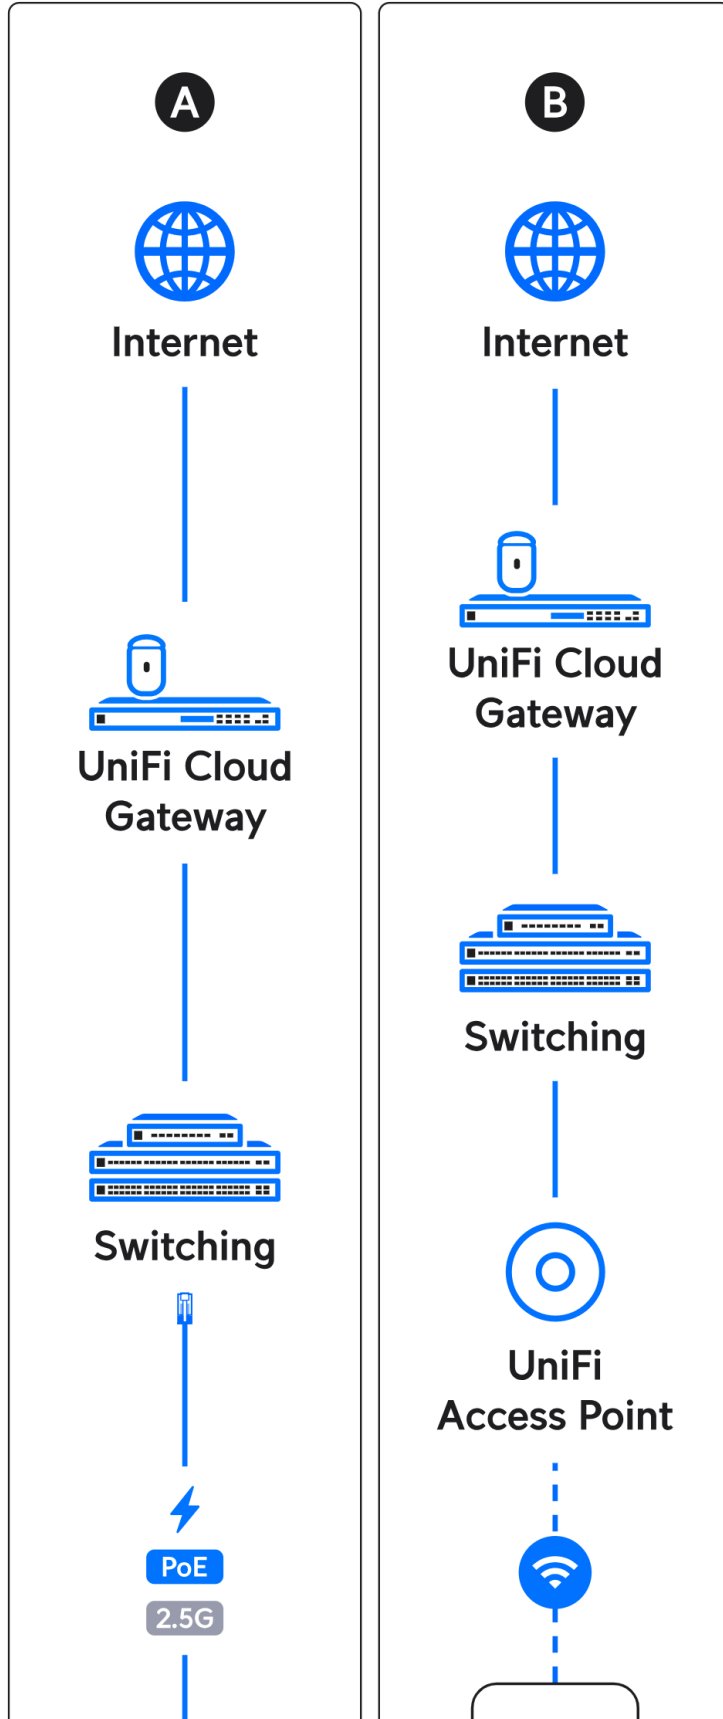 A
Internet
UniFi Cloud
Gateway
Switching
PoE
2.5G
B
Internet
UniFi Cloud
Gateway
Switching
UniFi
Access Point